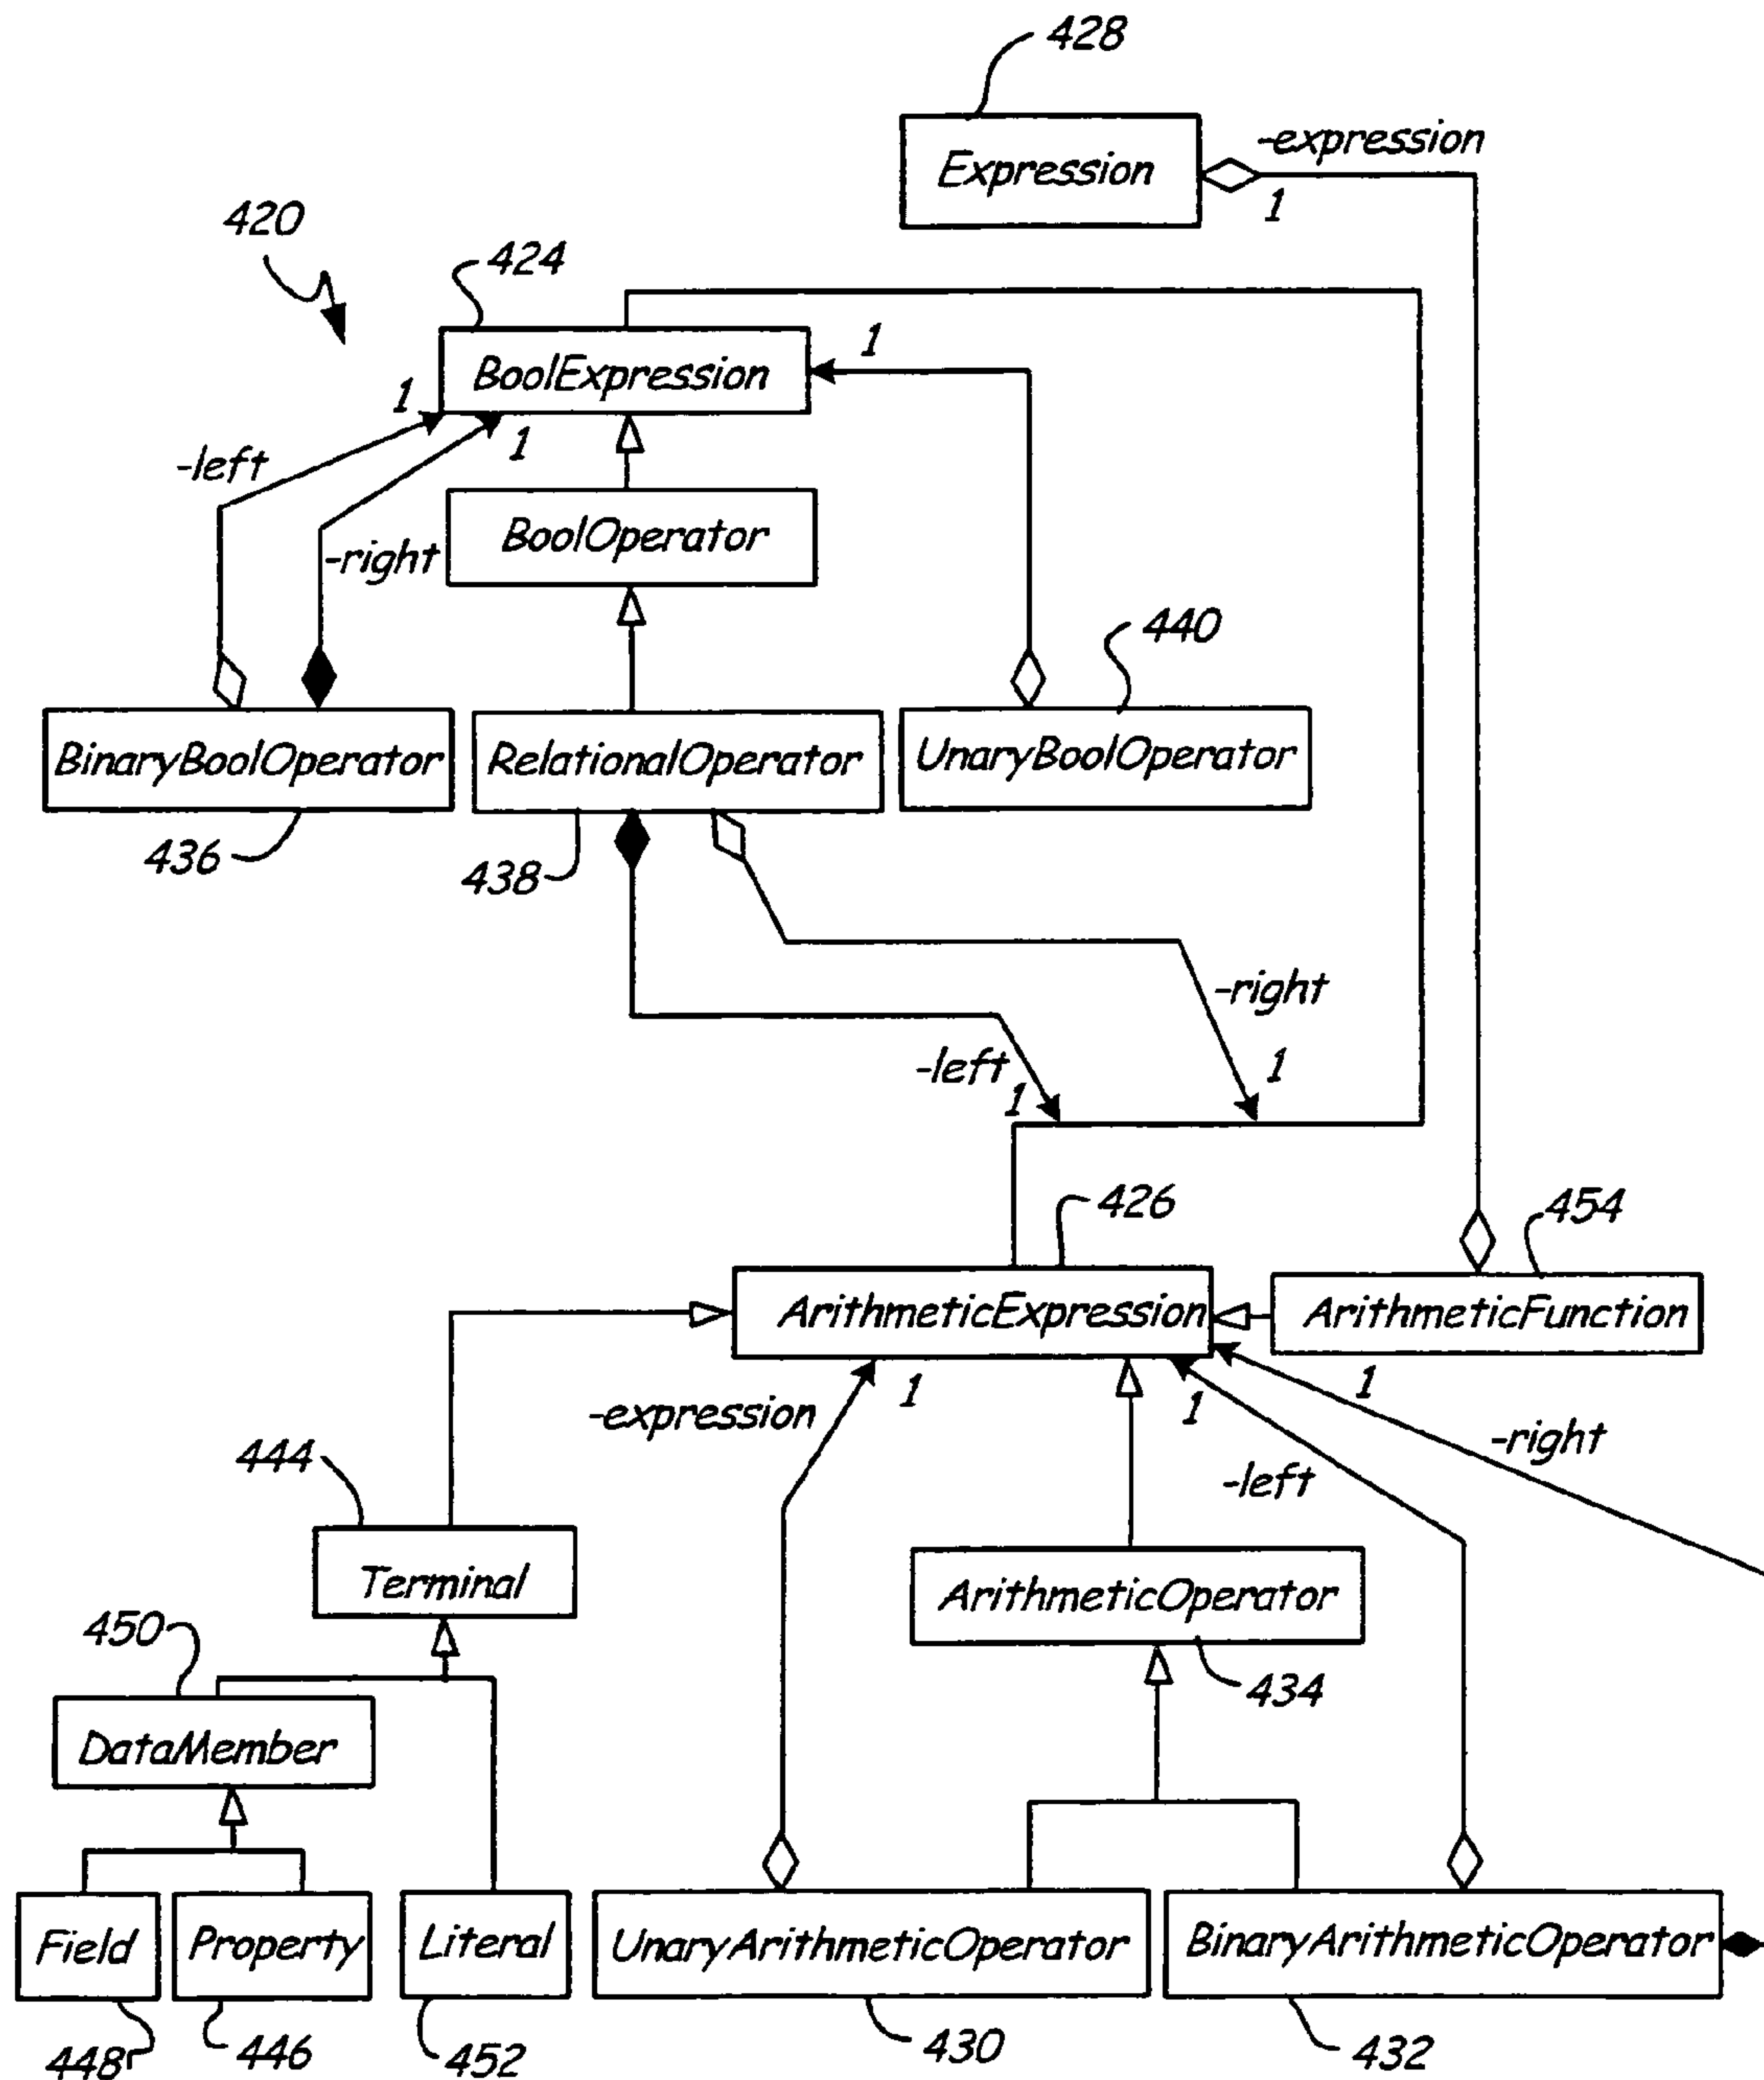 428
Expression
-expression
1
420
424
BoolExpression
1
1
1
-left
-right
BoolOperator
440
BinaryBoolOperator
RelationalOperator
UnaryBoolOperator
436
438
-right
-left
1
1
426
454
ArithmeticExpression
ArithmeticFunction
1
1
1
-expression
-right
-left
444
Terminal
ArithmeticOperator
450
434
DataMember
Field
Property
Literal
UnaryArithmeticOperator
BinaryArithmeticOperator
448
446
452
430
432